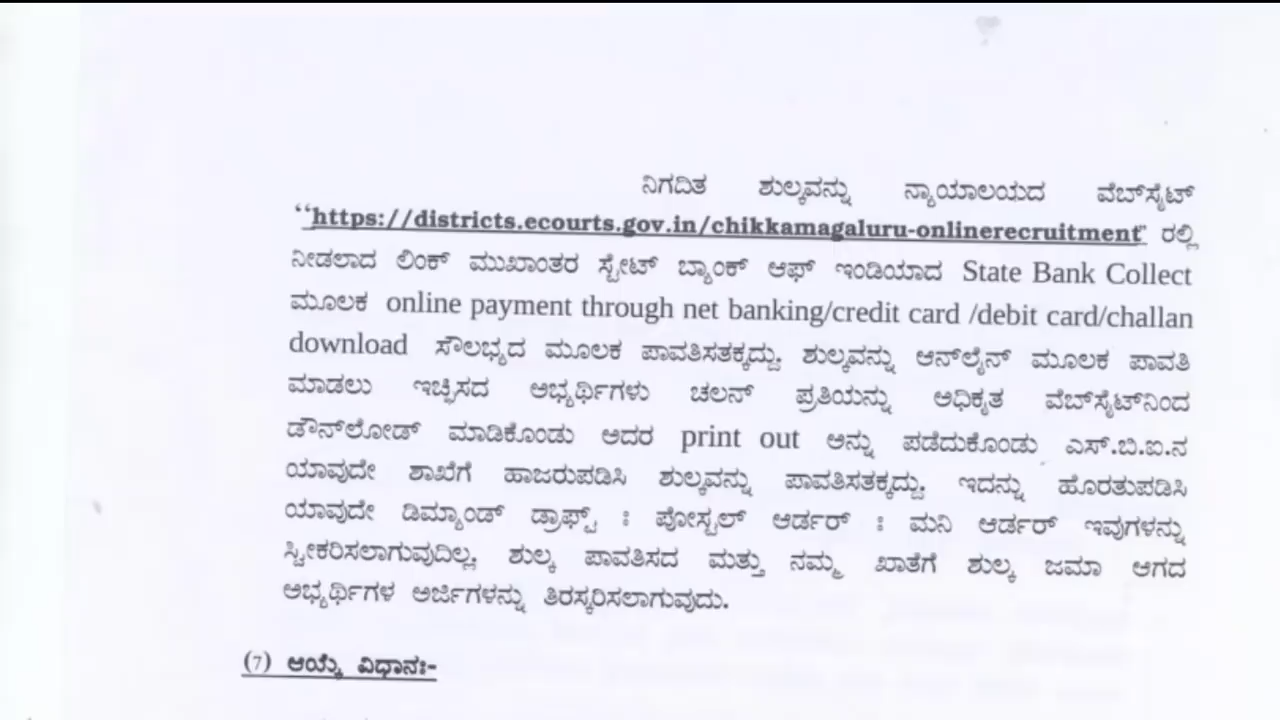 ನಿಗದಿತ ಶುಲ್ಕವನ್ನು ನ್ಯಾಯಾಲಯದ ವೆಬ್‌ಸೈಟ್
‘‘https://districts.ecourts.gov.in/chikkamagaluru-onlinerecruitment’’ ರಲ್ಲಿ
ನೀಡಲಾದ ಲಿಂಕ್ ಮುಖಾಂತರ ಸ್ಟೇಟ್ ಬ್ಯಾಂಕ್ ಆಫ್ ಇಂಡಿಯಾದ State Bank Collect
ಮೂಲಕ online payment through net banking/credit card /debit card/challan
download ಸೌಲಭ್ಯದ ಮೂಲಕ ಪಾವತಿಸತಕ್ಕದ್ದು. ಶುಲ್ಕವನ್ನು ಆನ್‌ಲೈನ್ ಮೂಲಕ ಪಾವತಿ
ಮಾಡಲು ಇಚ್ಛಿಸದ ಅಭ್ಯರ್ಥಿಗಳು ಚಲನ್ ಪ್ರತಿಯನ್ನು ಅಧಿಕೃತ ವೆಬ್‌ಸೈಟ್‌ನಿಂದ
ಡೌನ್‌ಲೋಡ್ ಮಾಡಿಕೊಂಡು ಅದರ print out ಅನ್ನು ಪಡೆದುಕೊಂಡು ಎಸ್.ಬಿ.ಐ.ನ
ಯಾವುದೇ ಶಾಖೆಗೆ ಹಾಜರುಪಡಿಸಿ ಶುಲ್ಕವನ್ನು ಪಾವತಿಸತಕ್ಕದ್ದು. ಇದನ್ನು ಹೊರತುಪಡಿಸಿ
ಯಾವುದೇ ಡಿಮ್ಯಾಂಡ್ ಡ್ರಾಫ್ಟ್ : ಪೋಸ್ಟಲ್ ಆರ್ಡರ್ : ಮನಿ ಆರ್ಡರ್ ಇವುಗಳನ್ನು
ಸ್ವೀಕರಿಸಲಾಗುವುದಿಲ್ಲ. ಶುಲ್ಕ ಪಾವತಿಸದ ಮತ್ತು ನಮ್ಮ ಖಾತೆಗೆ ಶುಲ್ಕ ಜಮಾ ಆಗದ
ಅಭ್ಯರ್ಥಿಗಳ ಅರ್ಜಿಗಳನ್ನು ತಿರಸ್ಕರಿಸಲಾಗುವುದು.
(7) ಆಯ್ಕೆ ವಿಧಾನಃ-